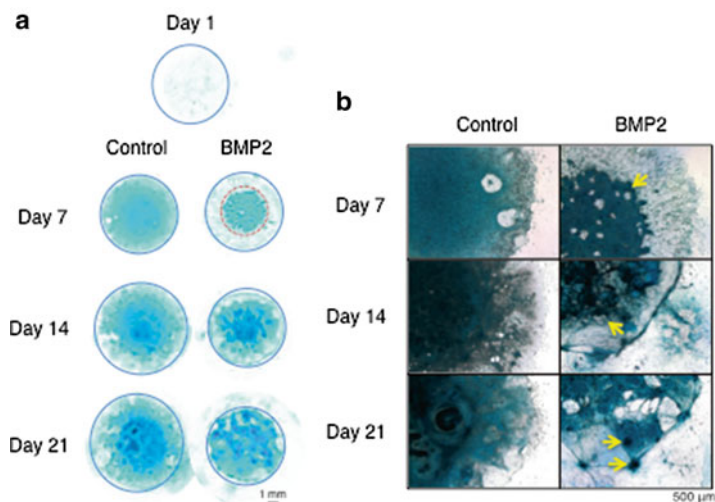 a
Day 1
Control BMP2
Day 7
Day 14
Day 21
1 mm
b
Control BMP2
Day 7
Day 14
Day 21
500 µm